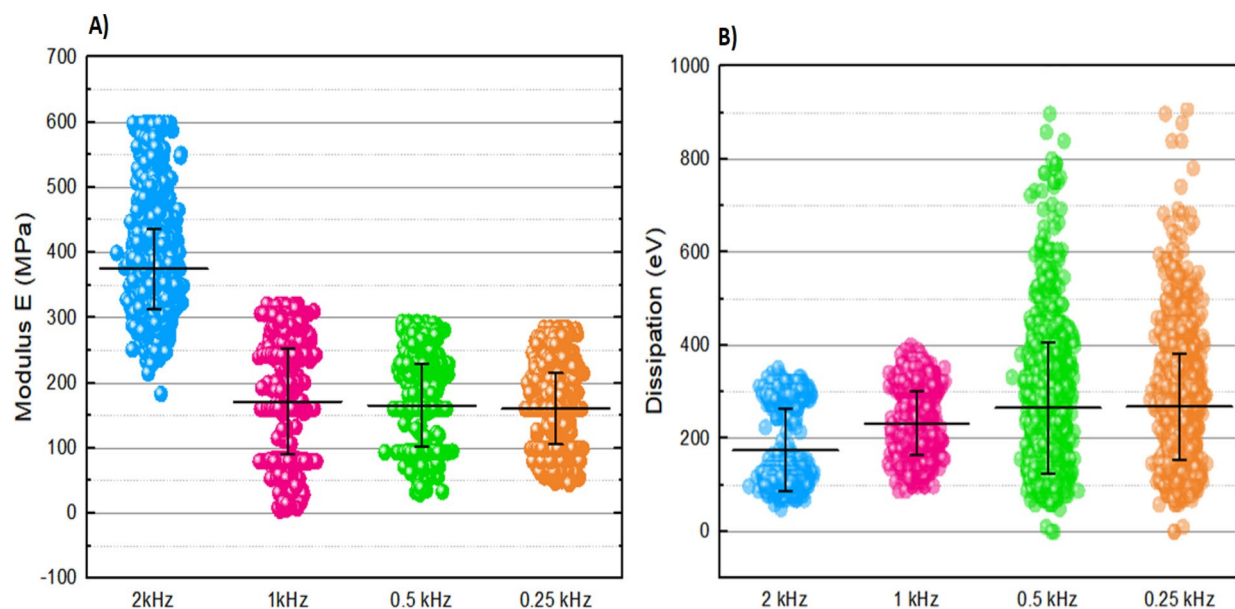 A)
Modulus E (MPa)
700
600
500
400
300
200
100
0
-100
2kHz 1kHz 0.5 kHz 0.25 kHz
B)
Dissipation (eV)
1000
800
600
400
200
0
2 kHz 1 kHz 0.5 kHz 0.25 kHz